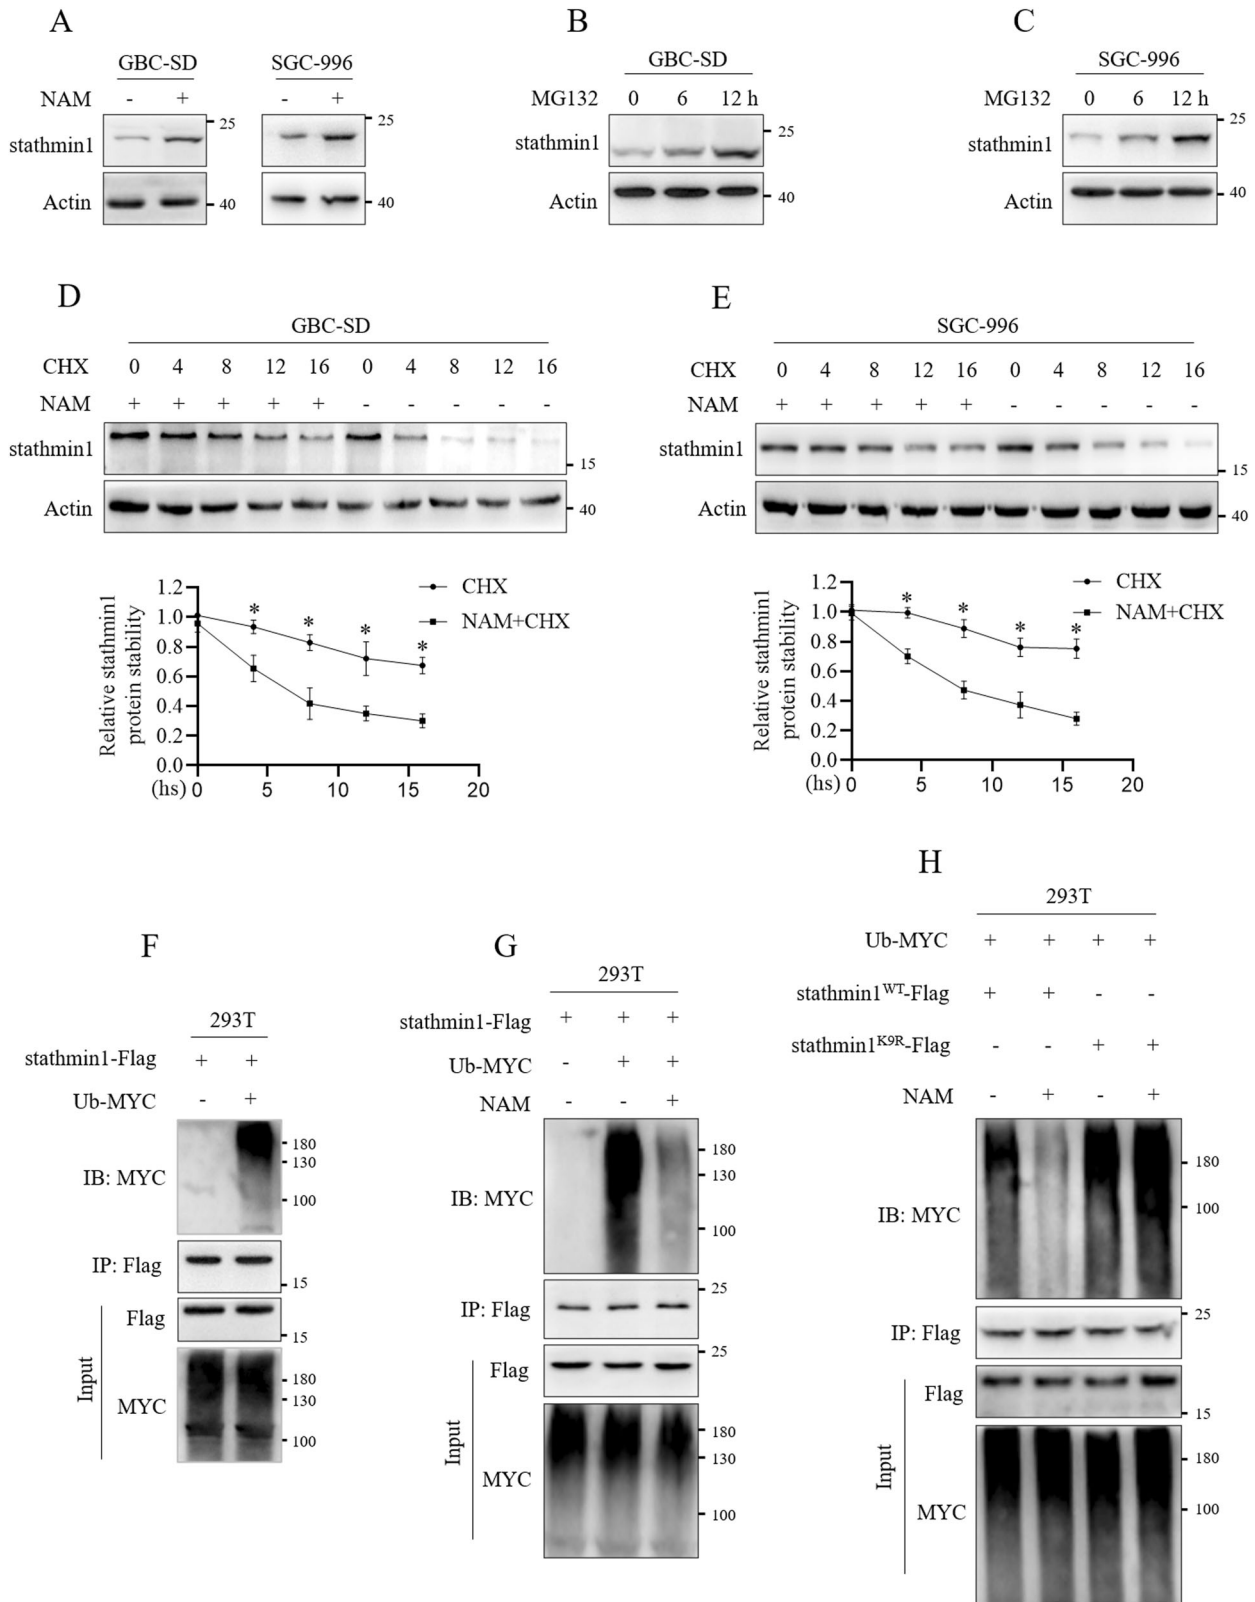 A
GBC-SD SGC-996
NAM - + - +
stathmin1 25 25
Actin 40 40
B
GBC-SD
MG132 0 6 12 h
stathmin1 25
Actin 40
C
SGC-996
MG132 0 6 12 h
stathmin1 25
Actin 40
D
GBC-SD
CHX 0 4 8 12 16 0 4 8 12 16
NAM + + + + + - - - - -
stathmin1 15
Actin 40
1.2
1.0
0.8
0.6
0.4
0.2
0.0
Relative stathmin1
protein stability
* * * *
CHX
NAM+CHX
(hs) 0 5 10 15 20
E
SGC-996
CHX 0 4 8 12 16 0 4 8 12 16
NAM + + + + + - - - - -
stathmin1 15
Actin 40
1.2
1.0
0.8
0.6
0.4
0.2
0.0
Relative stathmin1
protein stability
* * * *
CHX
NAM+CHX
(hs) 0 5 10 15 20
F
293T
stathmin1-Flag + +
Ub-MYC - +
IB: MYC 180
130
100
IP: Flag 15
Input
Flag 15
MYC 180
130
100
G
293T
stathmin1-Flag + + +
Ub-MYC - + +
NAM - - +
IB: MYC 180
130
100
IP: Flag 25
Input
Flag 25
MYC 180
130
100
H
293T
Ub-MYC + + + +
stathmin1WT-Flag + + - -
stathmin1K9R-Flag - - + +
NAM - + - +
IB: MYC 180
100
IP: Flag 25
Input
Flag 15
MYC 180
100